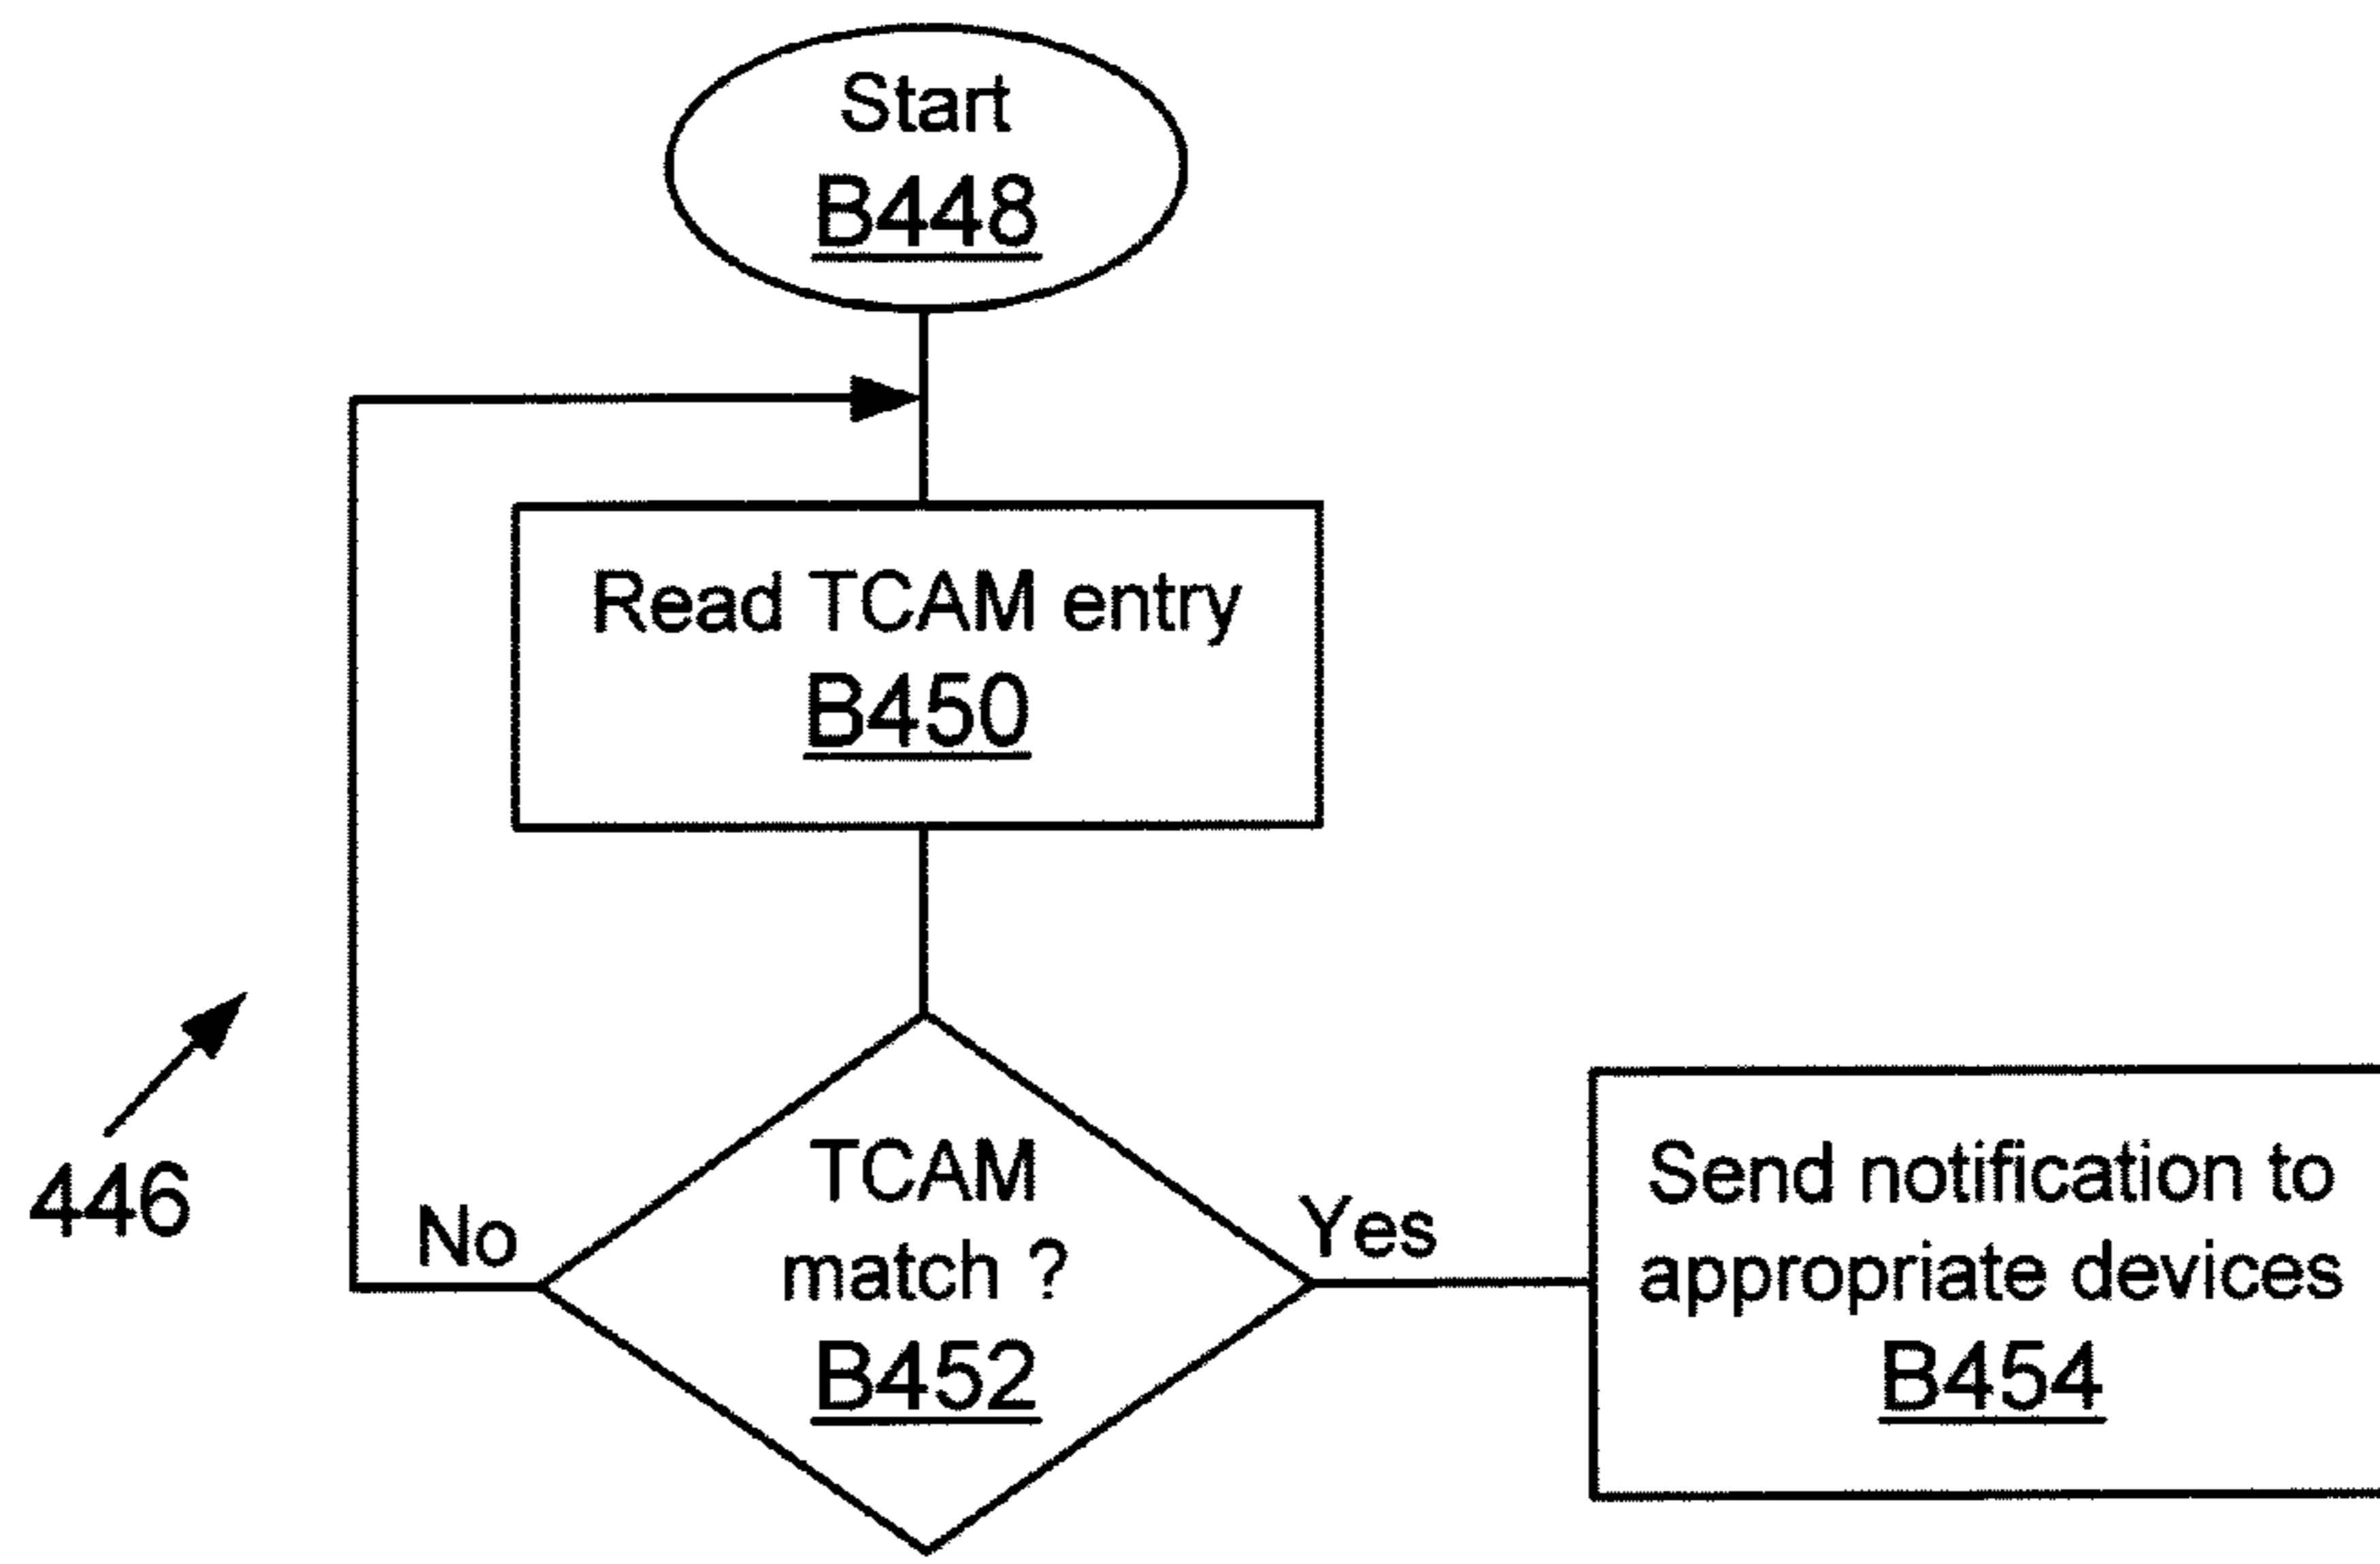 Start
B448
Read TCAM entry
B450
446
No
TCAM
match ?
B452
Yes
Send notification to
appropriate devices
B454